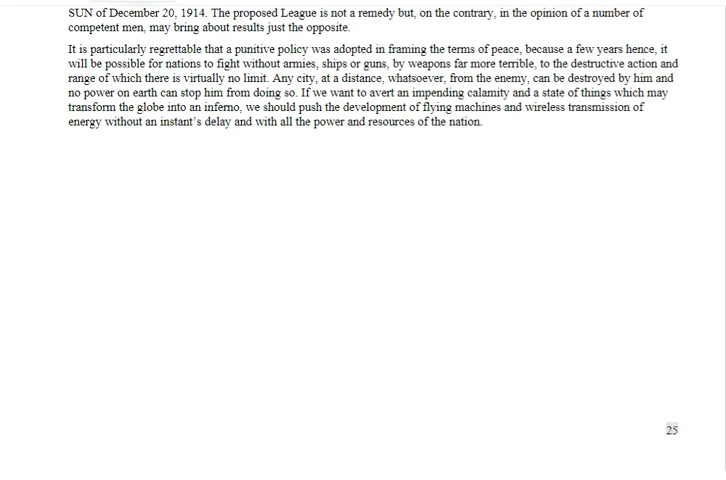 SUN of December 20, 1914. The proposed League is not a remedy but, on the contrary, in the opinion of a number of
competent men, may bring about results just the opposite.
It is particularly regrettable that a punitive policy was adopted in framing the terms of peace, because a few years hence, it
will be possible for nations to fight without armies, ships or guns, by weapons far more terrible, to the destructive action and
range of which there is virtually no limit. Any city, at a distance, whatsoever, from the enemy, can be destroyed by him and
no power on earth can stop him from doing so. If we want to avert an impending calamity and a state of things which may
transform the globe into an inferno, we should push the development of flying machines and wireless transmission of
energy without an instant's delay and with all the power and resources of the nation.
25